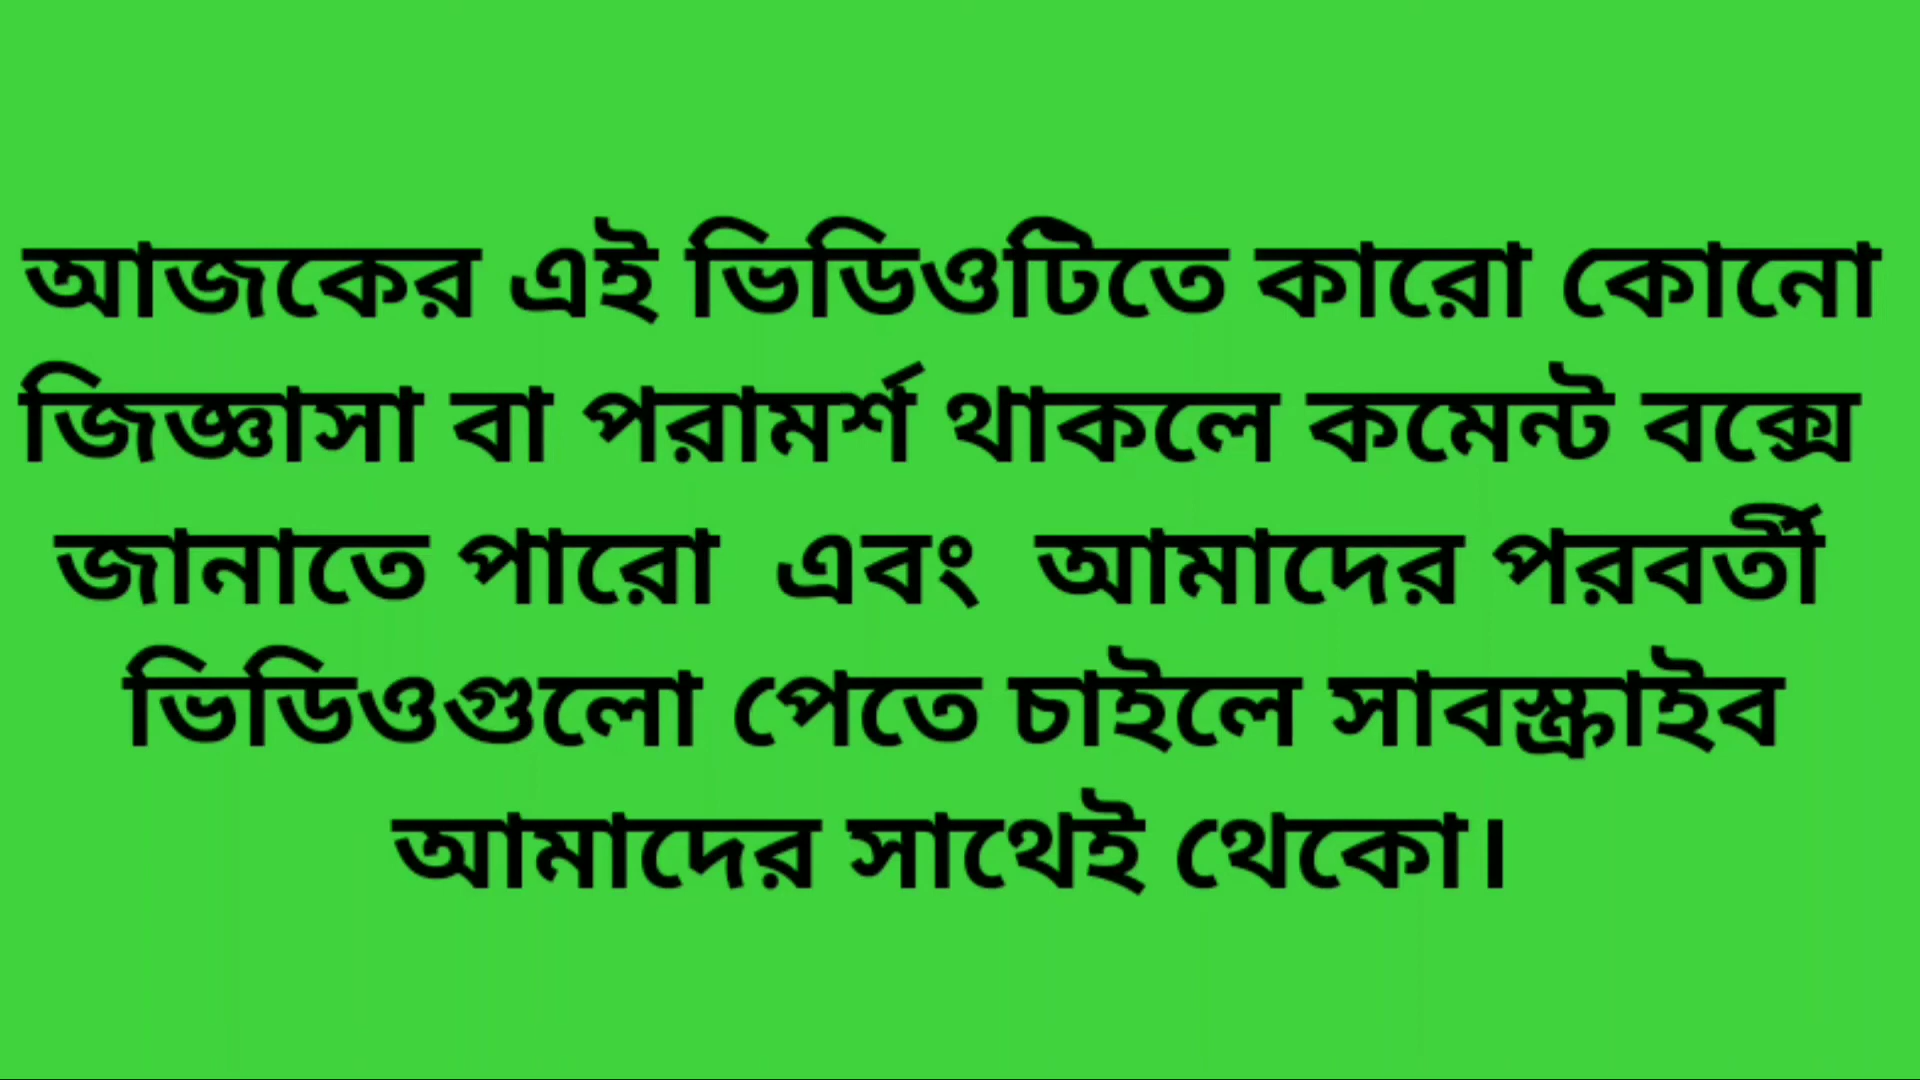 আজকের এই ভিডিওটিতে কারো কোনো
জিজ্ঞাসা বা পরামর্শ থাকলে কমেন্ট বক্সে
জানাতে পারো এবং আমাদের পরবর্তী
ভিডিওগুলো পেতে চাইলে সাবস্ক্রাইব
আমাদের সাথেই থেকো।